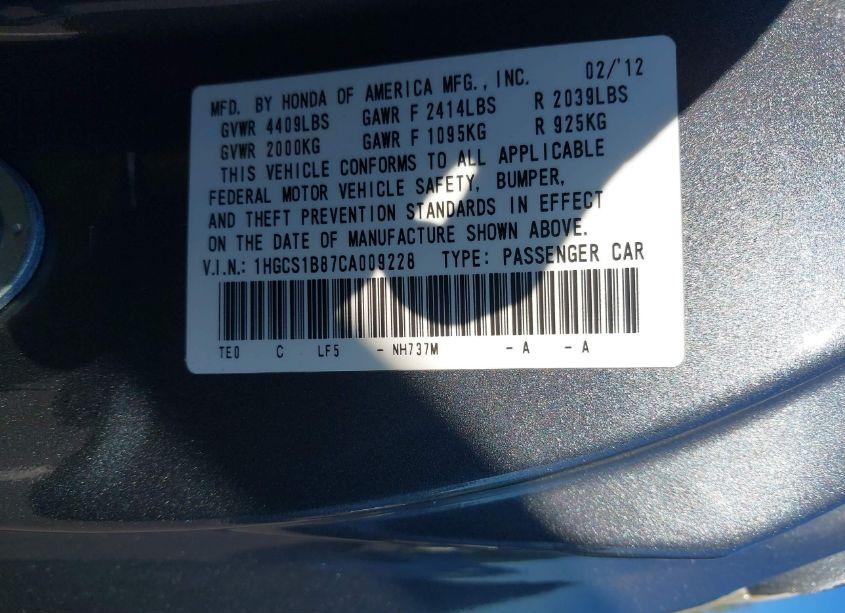 MFD. BY HONDA OF AMERICA MFG., INC. 02/'12
GVWR 4409LBS GAWR F 2414LBS R 2039LBS
GVWR 2000KG GAWR F 1095KG R 925KG
THIS VEHICLE CONFORMS TO ALL APPLICABLE
FEDERAL MOTOR VEHICLE SAFETY, BUMPER,
AND THEFT PREVENTION STANDARDS IN EFFECT
ON THE DATE OF MANUFACTURE SHOWN ABOVE.
V.I.N.: 1HGCS1B87CA009228 TYPE: PASSENGER CAR
TE0 C LF5 - NH737M - A - A